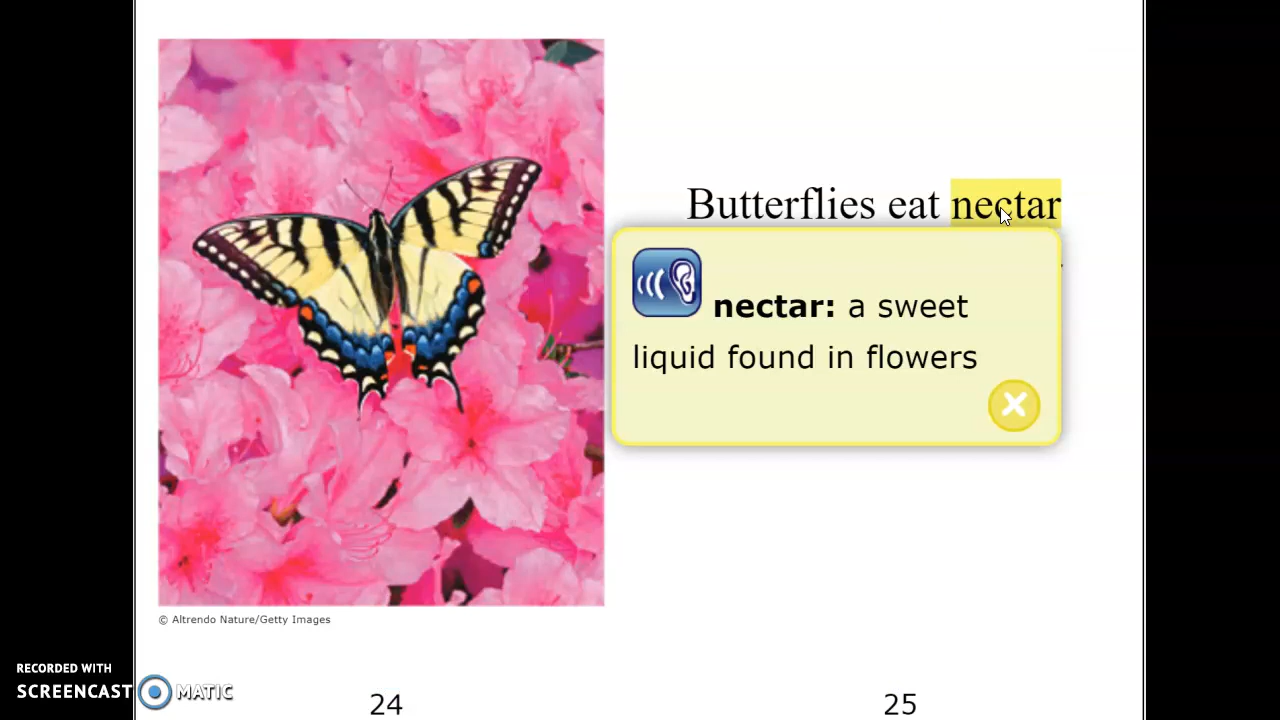 Butterflies eat nectar
nectar: a sweet
liquid found in flowers
© Altrendo Nature/Getty Images
RECORDED WITH
SCREENCAST MATIC
24
25